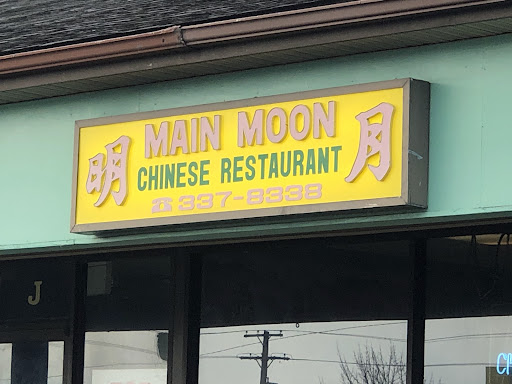 明 MAIN MOON 月
CHINESE RESTAURANT
☎ 337-8338
J